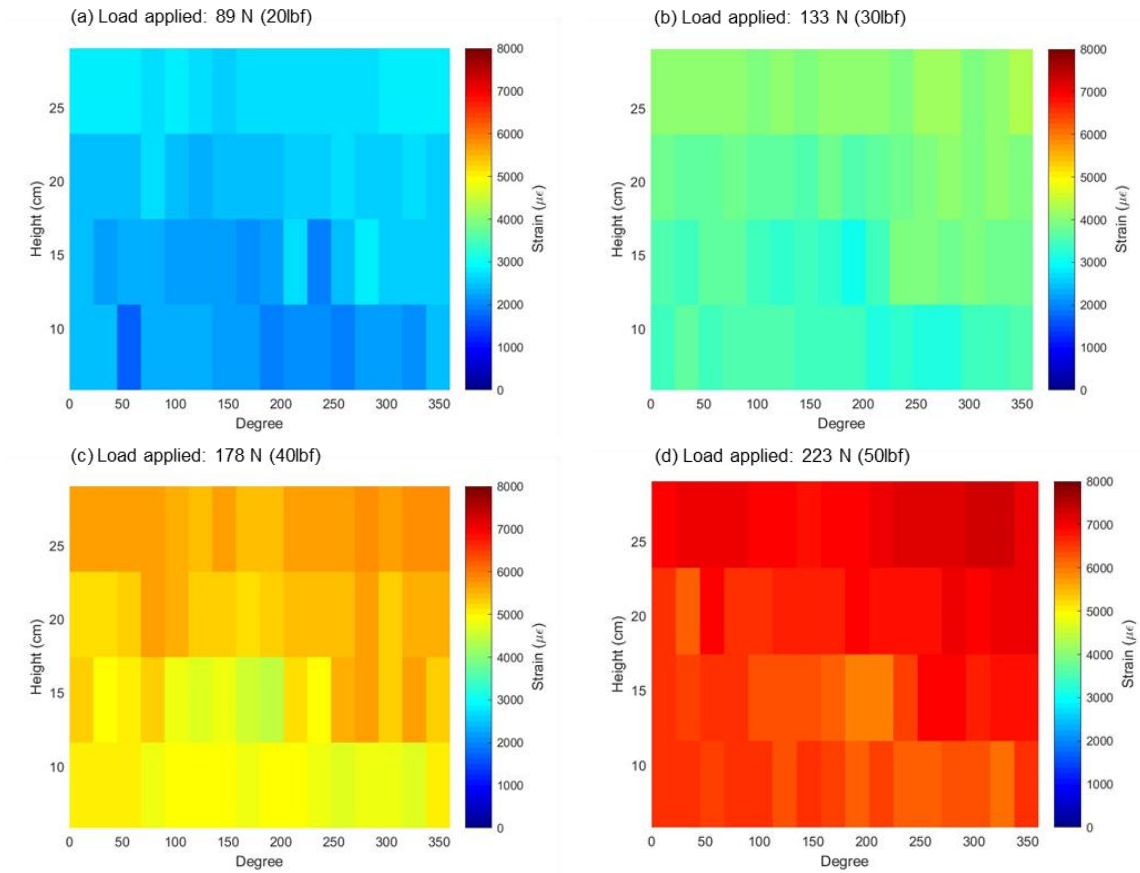 (a) Load applied: 89 N (20lbf)
8000
7000
6000
5000
4000
3000
2000
1000
0
Strain (με)
25
20
15
10
Height (cm)
0 50 100 150 200 250 300 350
Degree
(b) Load applied: 133 N (30lbf)
8000
7000
6000
5000
4000
3000
2000
1000
0
Strain (με)
25
20
15
10
Height (cm)
0 50 100 150 200 250 300 350
Degree
(c) Load applied: 178 N (40lbf)
8000
7000
6000
5000
4000
3000
2000
1000
0
Strain (με)
25
20
15
10
Height (cm)
0 50 100 150 200 250 300 350
Degree
(d) Load applied: 223 N (50lbf)
8000
7000
6000
5000
4000
3000
2000
1000
0
Strain (με)
25
20
15
10
Height (cm)
0 50 100 150 200 250 300 350
Degree